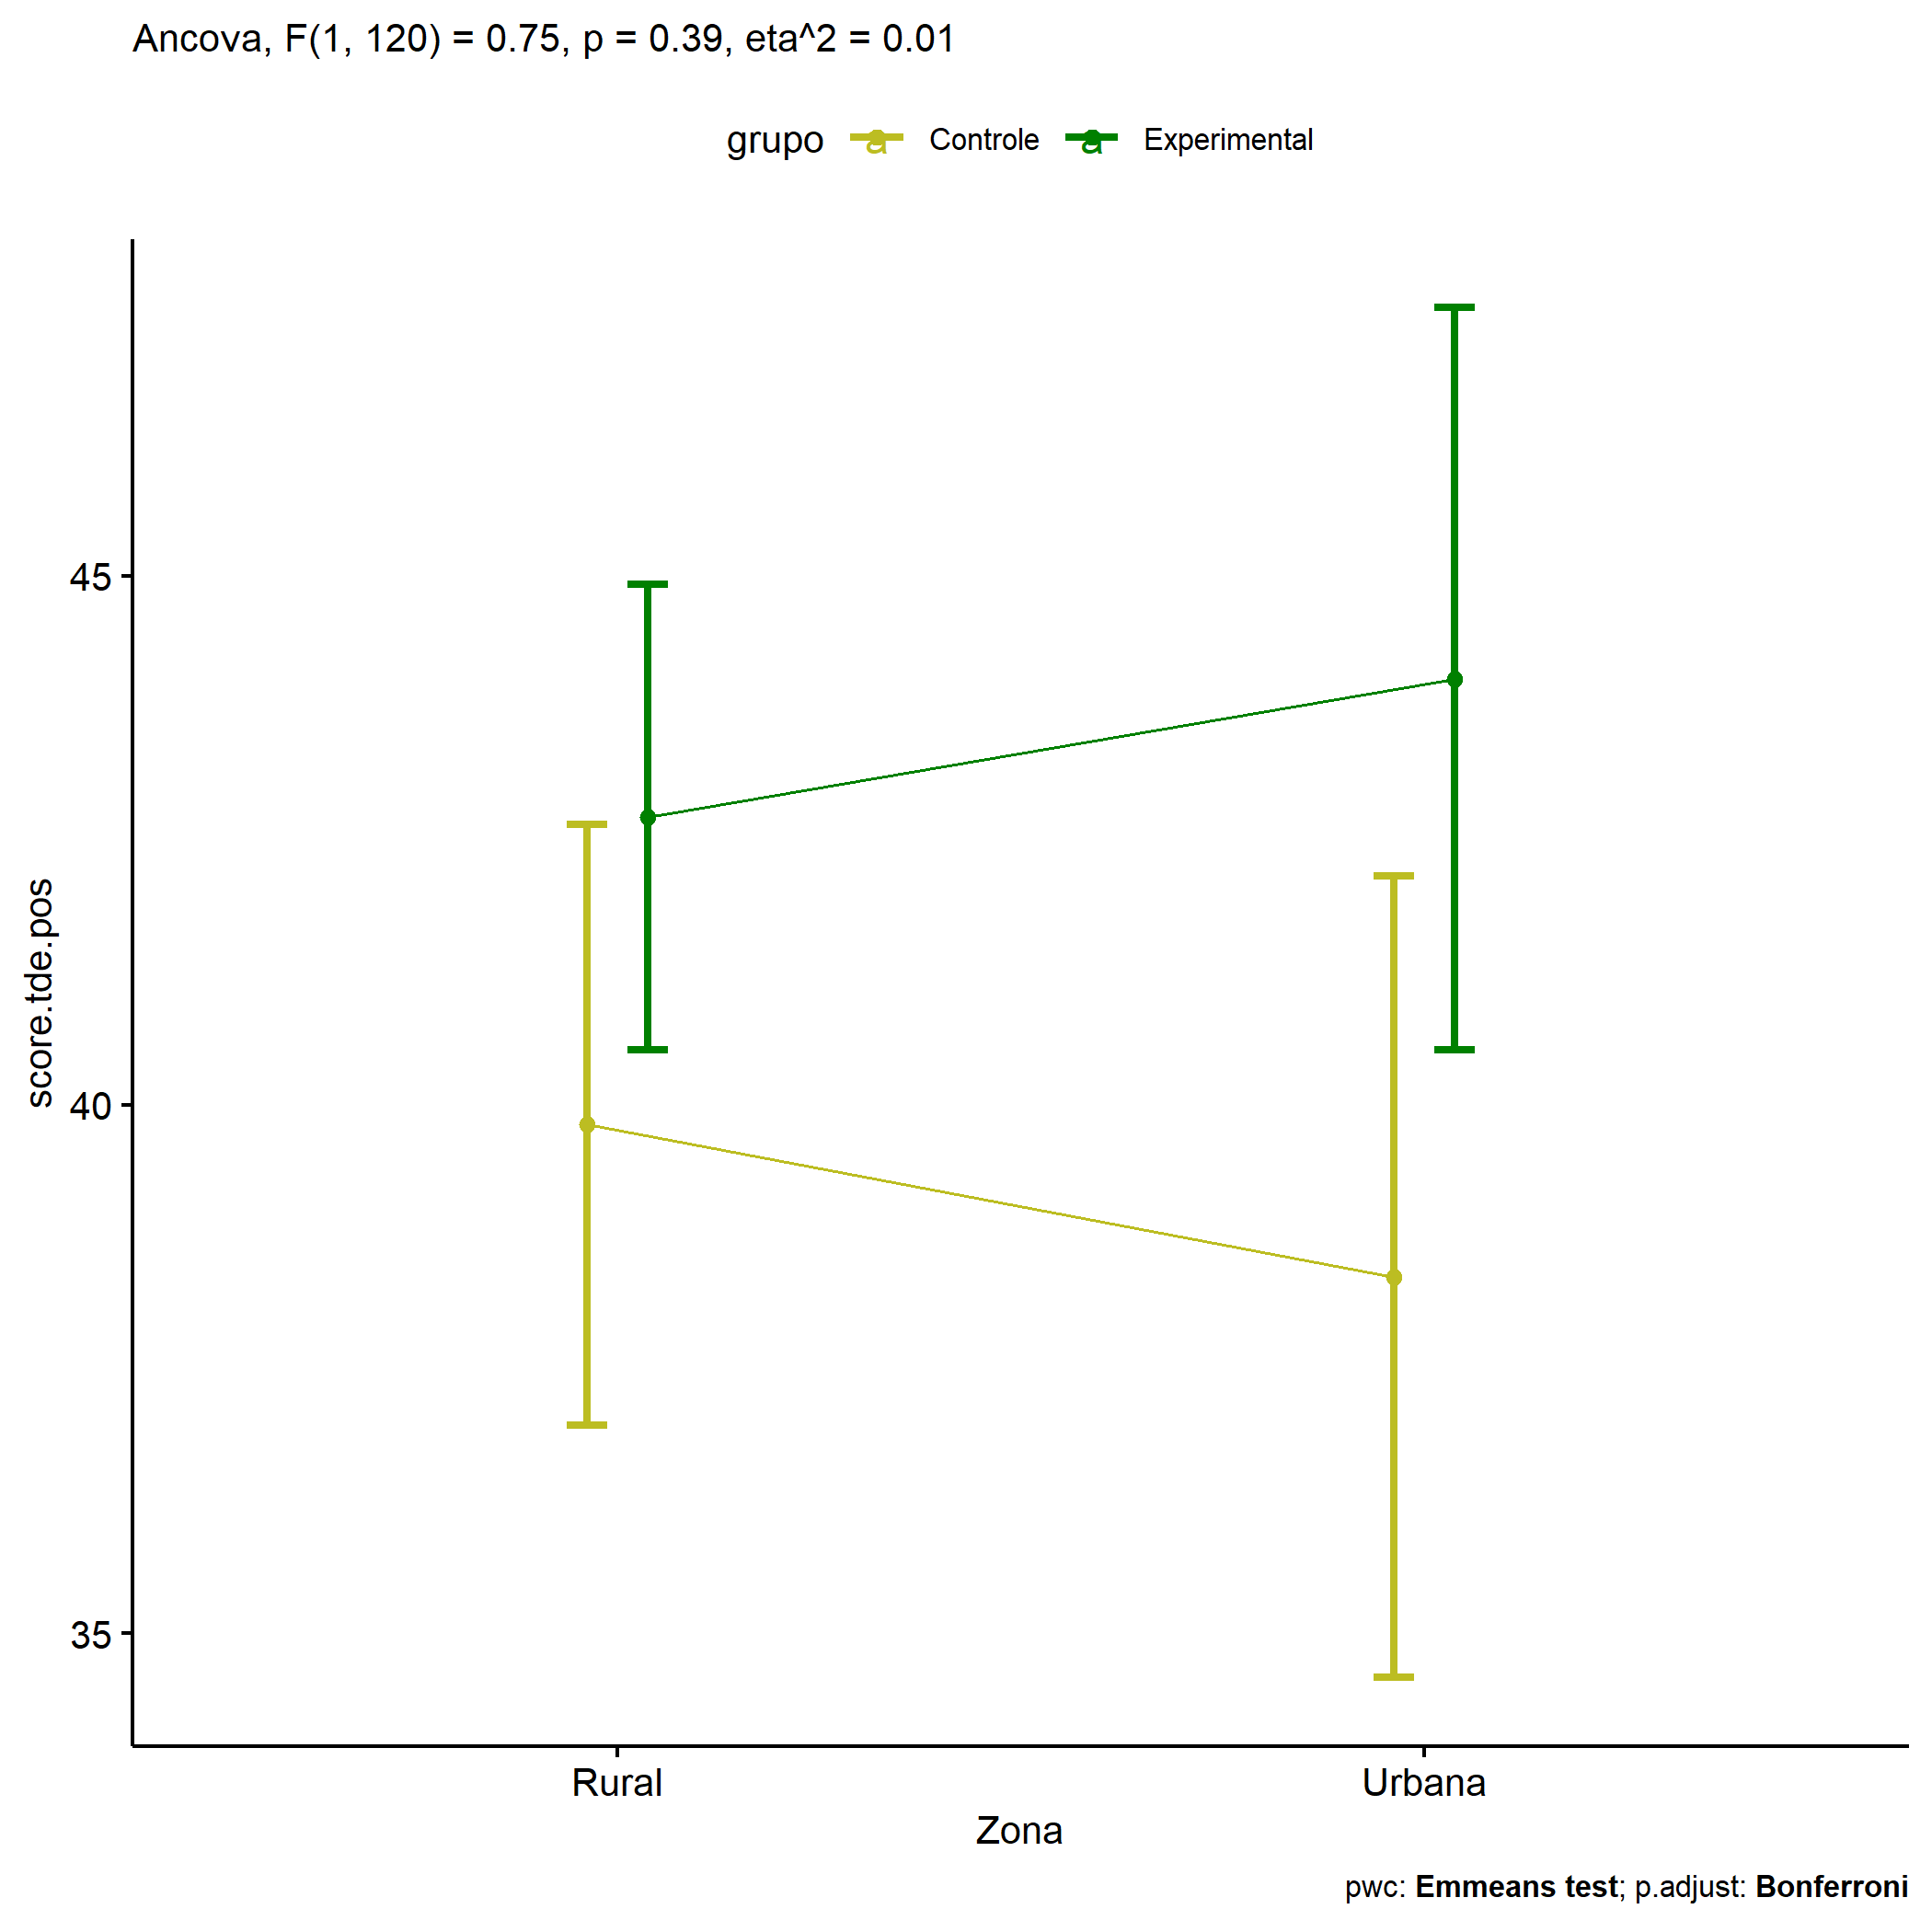 Ancova, F(1, 120) = 0.75, p = 0.39, eta^2 = 0.01
grupo a Controle a Experimental
score.tde.pos
45
40
35
Rural Urbana
Zona
pwc: Emmeans test; p.adjust: Bonferroni